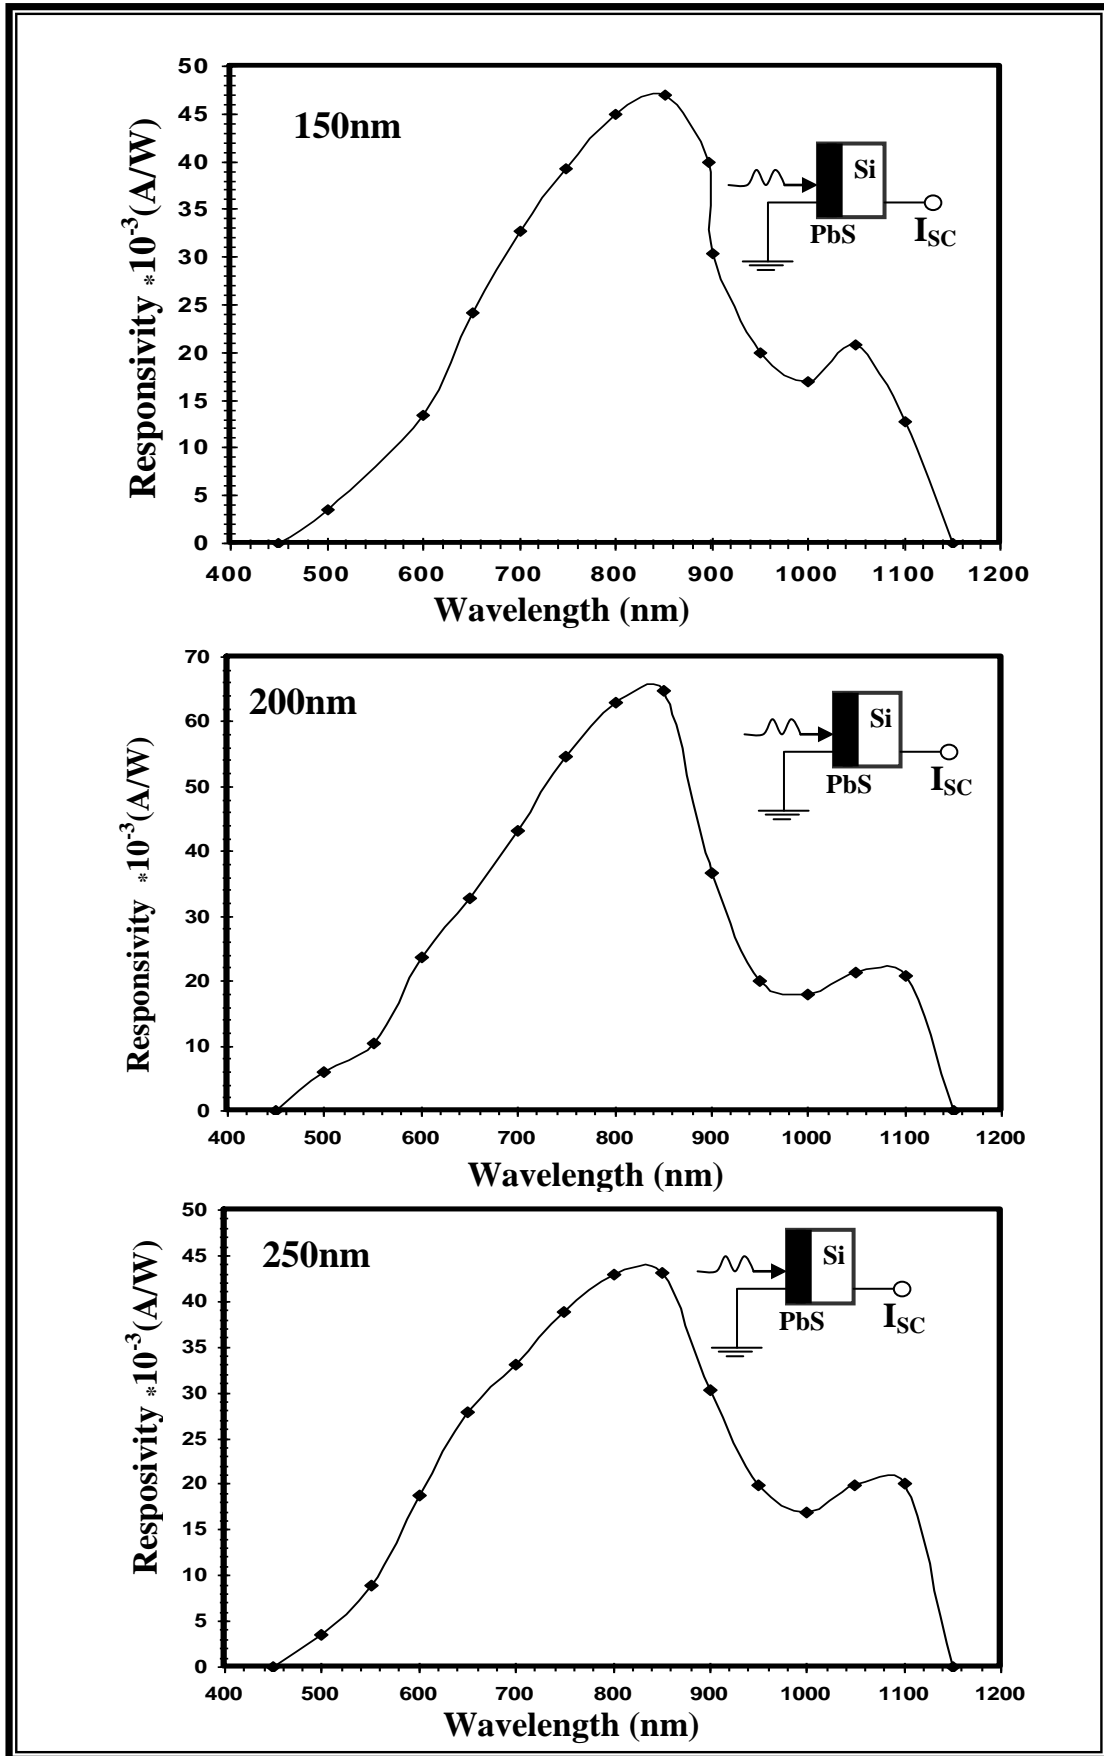 50
45
40
35
30
25
20
15
10
5
0
Responsivity *10-3(A/W)
150nm
Si
PbS
ISC
400 500 600 700 800 900 1000 1100 1200
Wavelength (nm)
70
60
50
40
30
20
10
0
Responsivity *10-3(A/W)
200nm
Si
PbS
ISC
400 500 600 700 800 900 1000 1100 1200
Wavelength (nm)
50
45
40
35
30
25
20
15
10
5
0
Resposivity *10-3(A/W)
250nm
Si
PbS
ISC
400 500 600 700 800 900 1000 1100 1200
Wavelength (nm)